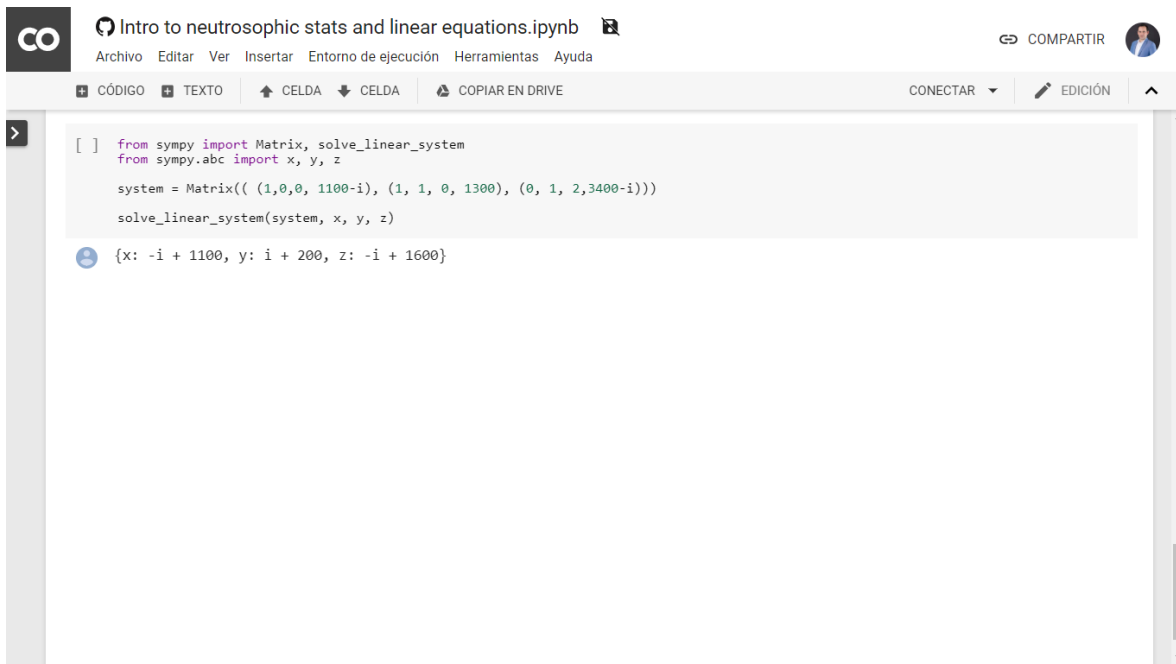 CO
Intro to neutrosophic stats and linear equations.ipynb
COMPARTIR
Archivo Editar Ver Insertar Entorno de ejecución Herramientas Ayuda
CÓDIGO TEXTO CELDA CELDA COPIAR EN DRIVE CONECTAR EDICIÓN
[ ] from sympy import Matrix, solve_linear_system
from sympy.abc import x, y, z
system = Matrix(( (1,0,0, 1100-i), (1, 1, 0, 1300), (0, 1, 2,3400-i)))
solve_linear_system(system, x, y, z)
{x: -i + 1100, y: i + 200, z: -i + 1600}